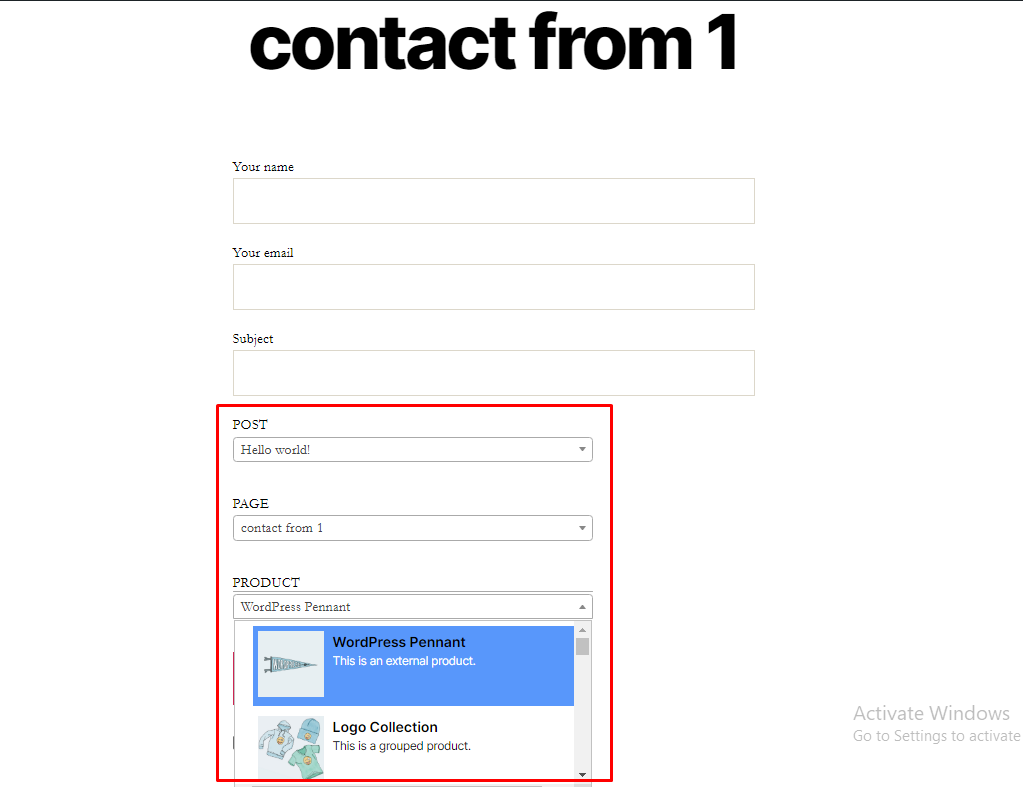 contact from 1
Your name
Your email
Subject
POST
Hello world!
PAGE
contact from 1
PRODUCT
WordPress Pennant
WordPress Pennant
This is an external product.
Logo Collection
This is a grouped product.
Activate Windows
Go to Settings to activate